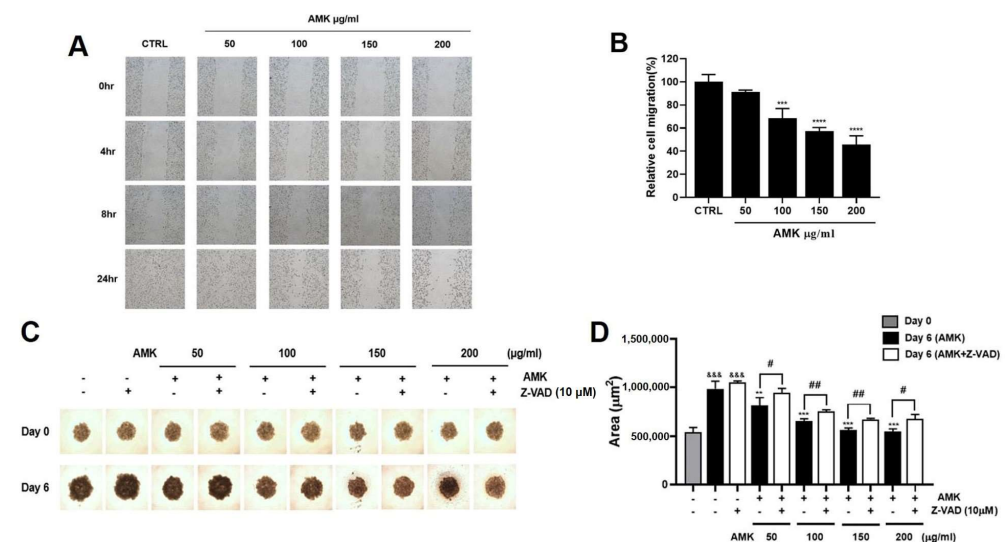 A
AMK µg/ml
CTRL 50 100 150 200
0hr
4hr
8hr
24hr
B
Relative cell migration(%)
120
100
80
60
40
20
0
*** **** ****
CTRL 50 100 150 200
AMK µg/ml
C
AMK 50 100 150 200 (µg/ml)
- - + + + + + + + + AMK
- + - + - + - + - + Z-VAD (10 µM)
Day 0
Day 6
D
Day 0
Day 6 (AMK)
Day 6 (AMK+Z-VAD)
Area (µm²)
1,500,000
1,000,000
500,000
0
&&& &&& ** # *** ## *** ## *** #
- - - + + + + + + + + AMK
- - + - + - + - + - + Z-VAD (10µM)
AMK 50 100 150 200 (µg/ml)